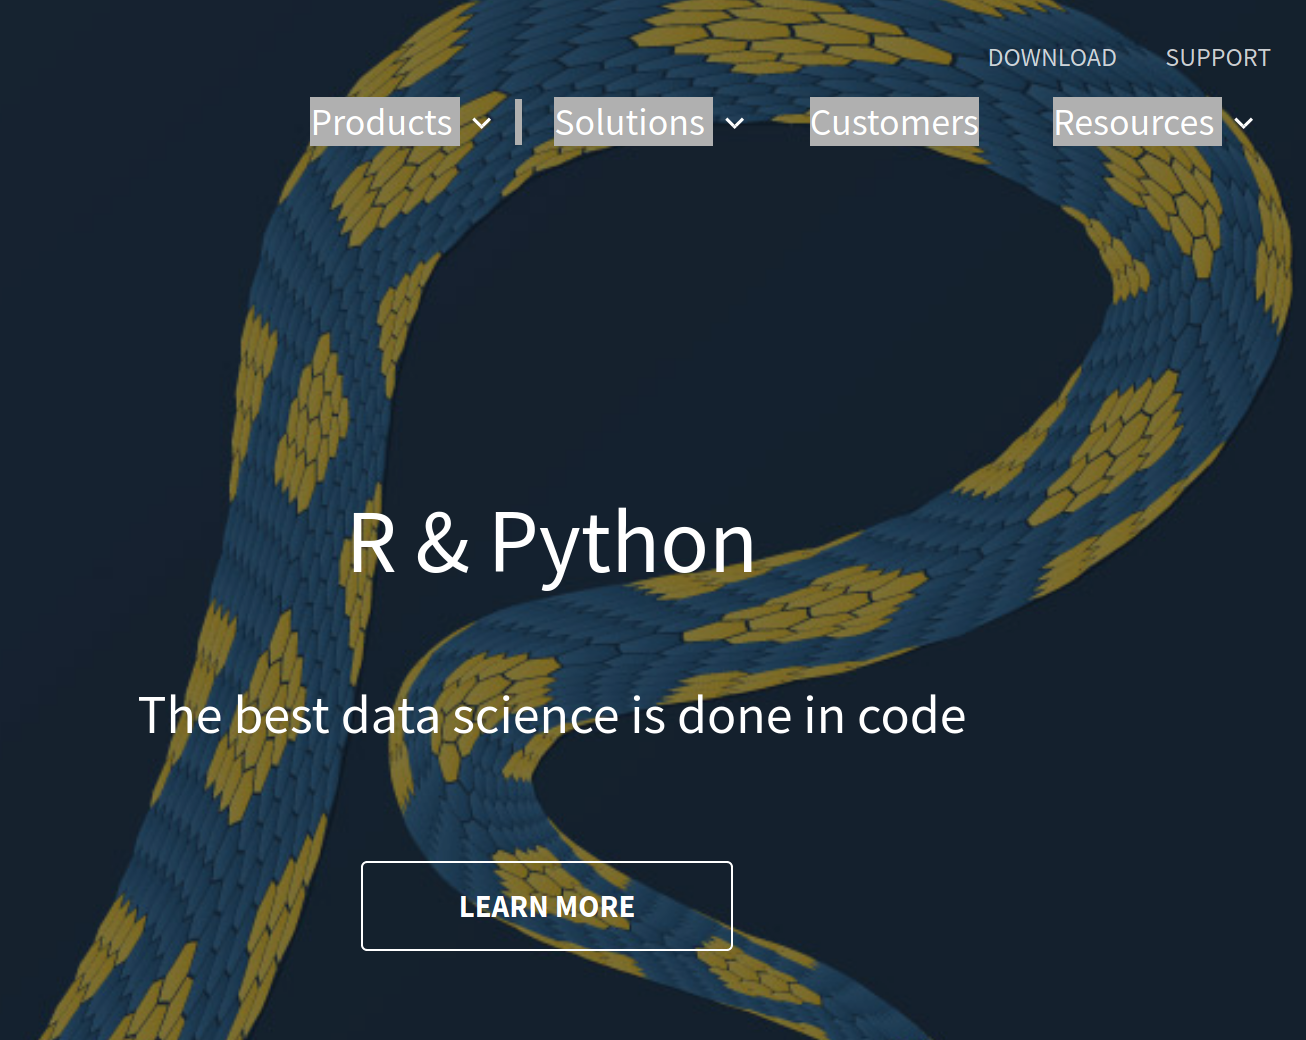 DOWNLOAD SUPPORT
Products Solutions Customers Resources
R & Python
The best data science is done in code
LEARN MORE